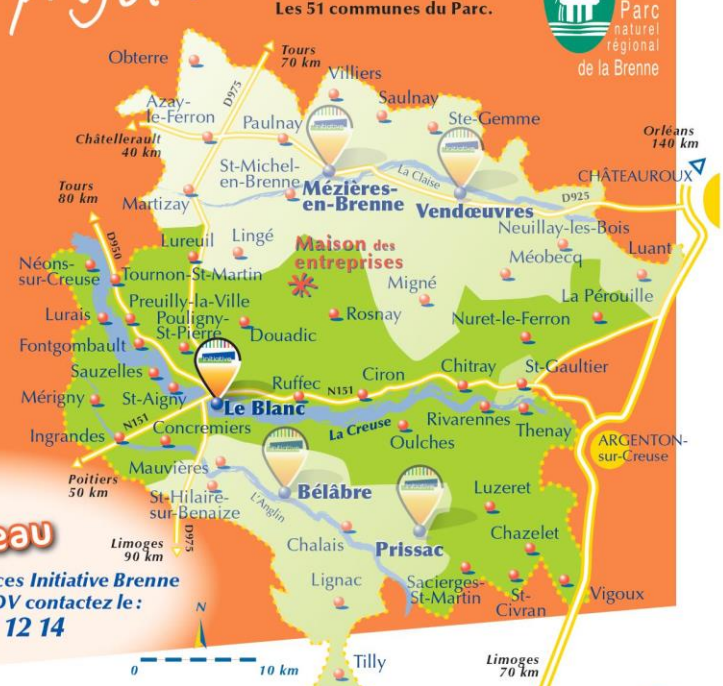 projet
Les 51 communes du Parc.
Parc
naturel
régional
de la Brenne
Tours
70 km
Obterre
D975
Villiers
Saulnay
Azay-
le-Ferron
Paulnay
Ste-Gemme
Châtellerault
40 km
Orléans
140 km
St-Michel-
en-Brenne
Mézières-
en-Brenne
La Claise
Vendœuvres
CHÂTEAUROUX
D925
Tours
80 km
Martizay
D950
Lureuil
Lingé
Maison des
entreprises
Neuillay-les-Bois
Méobecq
Luant
Néons-
sur-Creuse
Tournon-St-Martin
Migné
La Pérouille
Preuilly-la-Ville
Lurais
Pouligny-
St-Pierre
Rosnay
Nuret-le-Ferron
Douadic
Fontgombault
initiative
Sauzelles
Chitray
St-Gaultier
Ciron
Ruffec
N151
Mérigny
St-Aigny
Le Blanc
N151
La Creuse
Rivarennes
Thenay
Ingrandes
Concremiers
Oulches
ARGENTON-
sur-Creuse
Mauvières
Poitiers
50 km
Bélâbre
Luzeret
St-Hilaire-
sur-Benaize
L'Anglin
D975
Prissac
Chazelet
Limoges
90 km
Chalais
eau
ces Initiative Brenne
DV contactez le :
12 14
Lignac
Sacierges-
St-Martin
St-
Civran
Vigoux
N
0
10 km
Tilly
Limoges
70 km